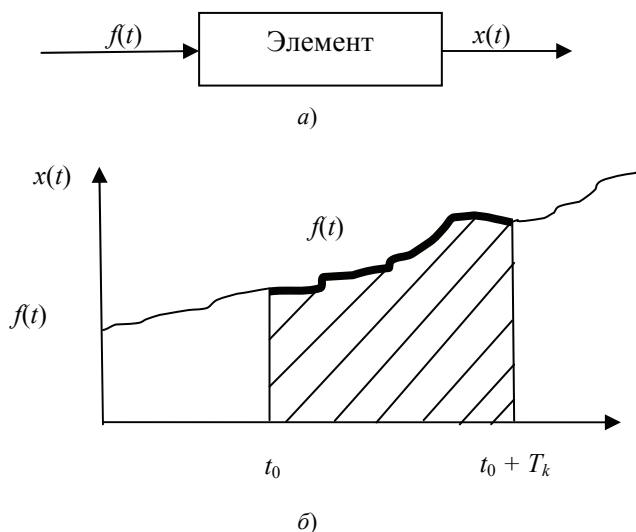 f(t) Элемент x(t)
а)
x(t)
f(t)
f(t)
t₀ t₀ + Tₖ
б)